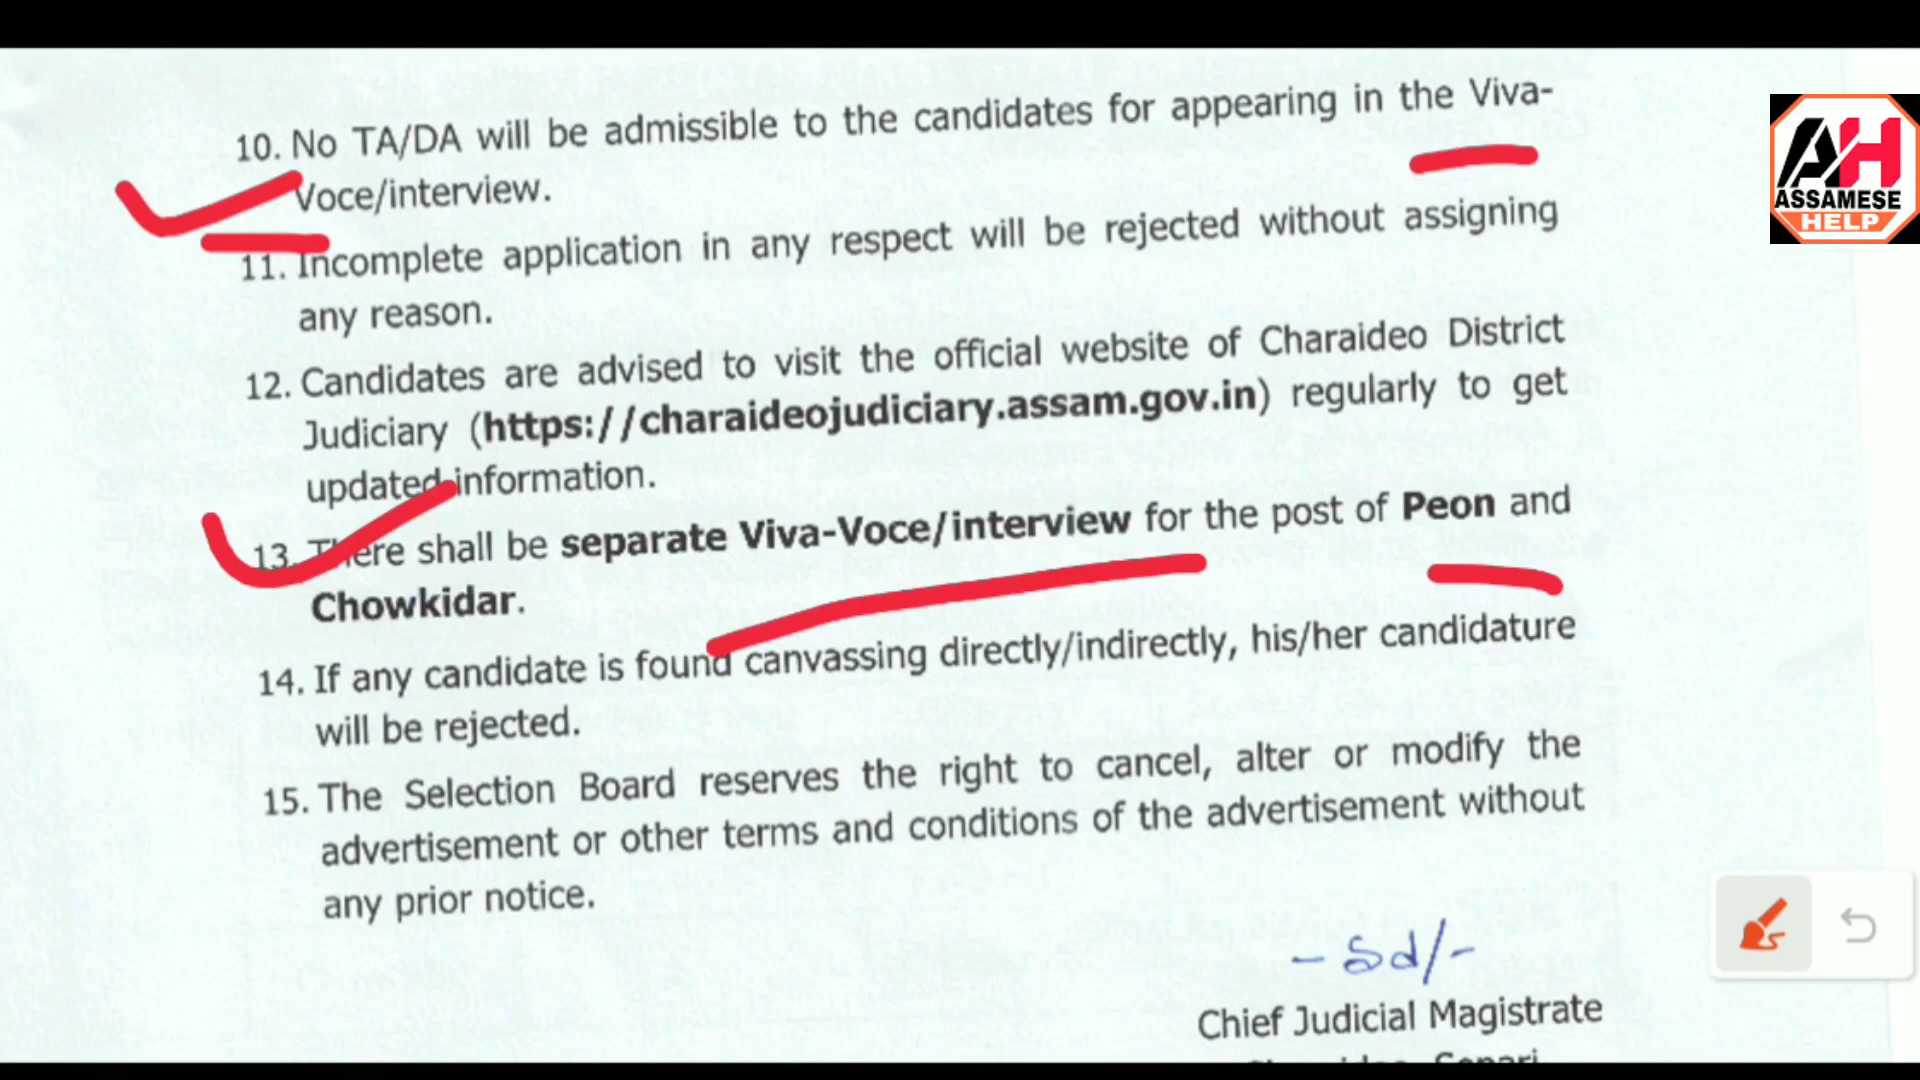 10. No TA/DA will be admissible to the candidates for appearing in the Viva-
Voce/interview.
11. Incomplete application in any respect will be rejected without assigning
any reason.
12. Candidates are advised to visit the official website of Charaideo District
Judiciary (https://charaideojudiciary.assam.gov.in) regularly to get
updated information.
13. There shall be separate Viva-Voce/interview for the post of Peon and
Chowkidar.
14. If any candidate is found canvassing directly/indirectly, his/her candidature
will be rejected.
15. The Selection Board reserves the right to cancel, alter or modify the
advertisement or other terms and conditions of the advertisement without
any prior notice.
- Sd/-
Chief Judicial Magistrate
AH
ASSAMESE
HELP